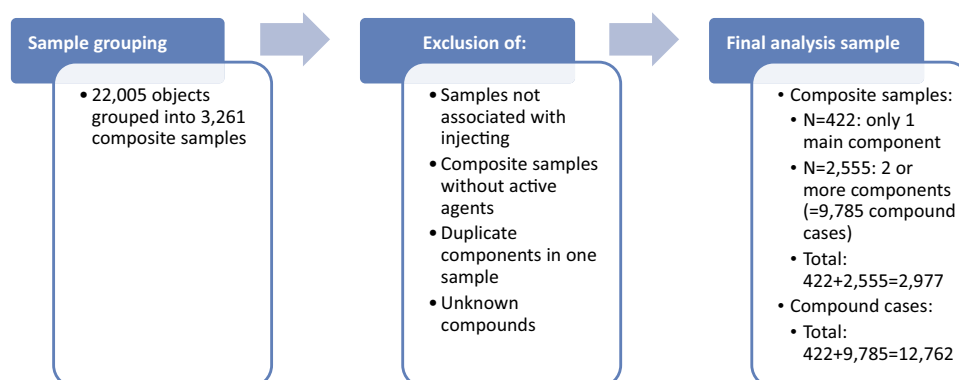 Sample grouping
• 22,005 objects
grouped into 3,261
composite samples
Exclusion of:
• Samples not
associated with
injecting
• Composite samples
without active
agents
• Duplicate
components in one
sample
• Unknown
compounds
Final analysis sample
• Composite samples:
• N=422: only 1
main component
• N=2,555: 2 or
more components
(=9,785 compound
cases)
• Total:
422+2,555=2,977
• Compound cases:
• Total:
422+9,785=12,762